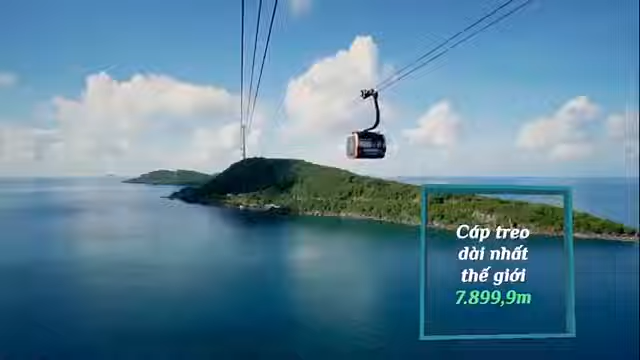 Cáp treo
dài nhất
thế giới
7.899,9m